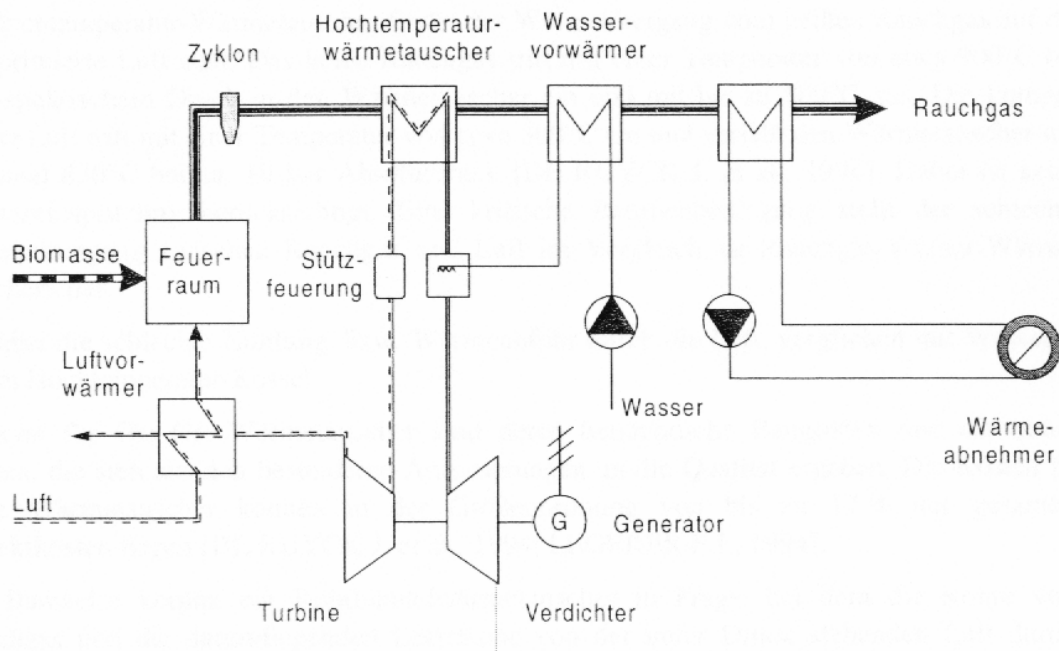 Zyklon
Hochtemperatur-
wärmetauscher
Wasser-
vorwärmer
Rauchgas
Biomasse
Feuer-
raum
Stütz-
feuerung
Luftvor-
wärmer
Wasser
Wärme-
abnehmer
Luft
G
Generator
Turbine
Verdichter